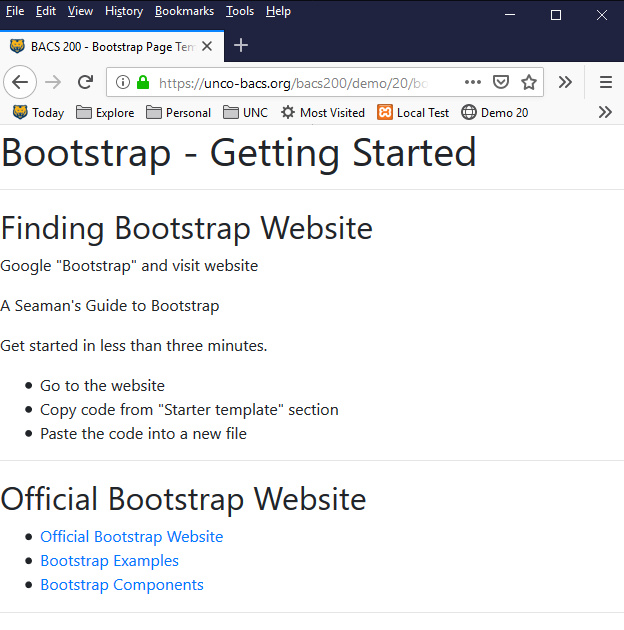 File Edit View History Bookmarks Tools Help
BACS 200 - Bootstrap Page Tem
https://unco-bacs.org/bacs200/demo/20/bo
Today Explore Personal UNC Most Visited Local Test Demo 20
Bootstrap - Getting Started
Finding Bootstrap Website
Google "Bootstrap" and visit website
A Seaman's Guide to Bootstrap
Get started in less than three minutes.
Go to the website
Copy code from "Starter template" section
Paste the code into a new file
Official Bootstrap Website
Official Bootstrap Website
Bootstrap Examples
Bootstrap Components